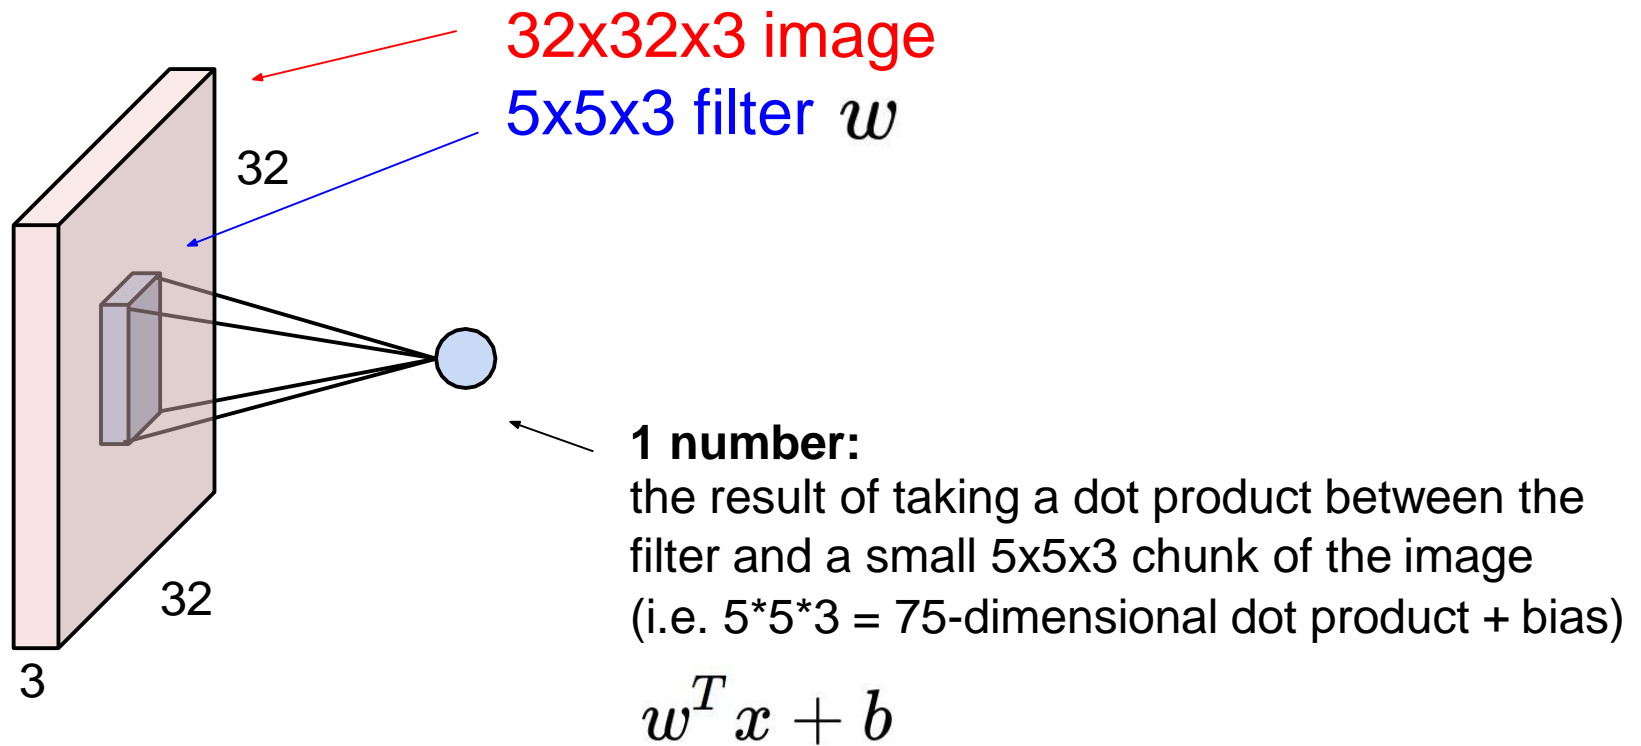 32x32x3 image
5x5x3 filter w
32
32
3
1 number:
the result of taking a dot product between the
filter and a small 5x5x3 chunk of the image
(i.e. 5*5*3 = 75-dimensional dot product + bias)
w^T x + b